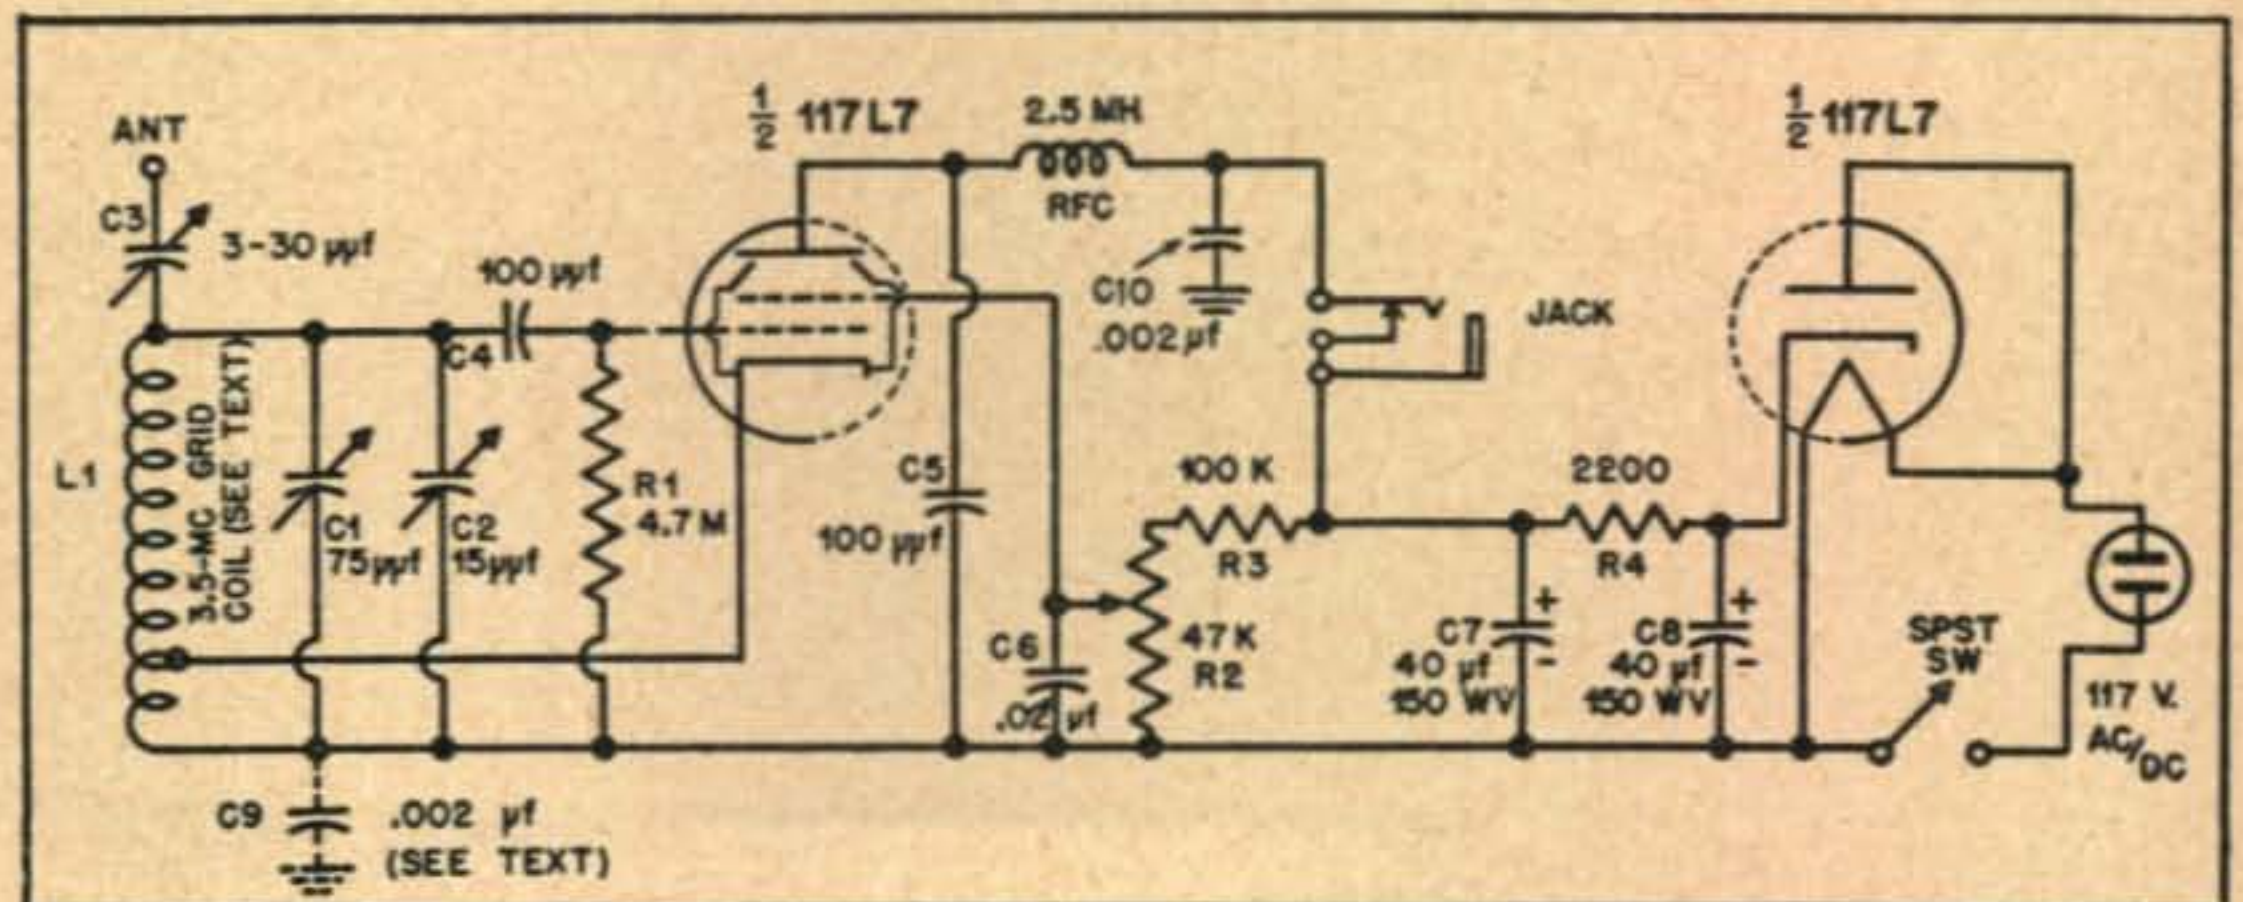 ANT
C3
3-30 µµf
100 µµf
C4
½ 117L7
2.5 MH
RFC
C10
.002 µf
JACK
½ 117L7
L1
3.5-MC GRID
COIL (SEE TEXT)
C1
75µµf
C2
15µµf
R1
4.7 M
C5
100 µµf
C6
.02 µf
100 K
R3
47K
R2
2200
R4
C7
40 µf
150 WV
+
-
C8
40 µf
150 WV
+
-
SPST
SW
117 V.
AC/DC
C9
.002 µf
(SEE TEXT)